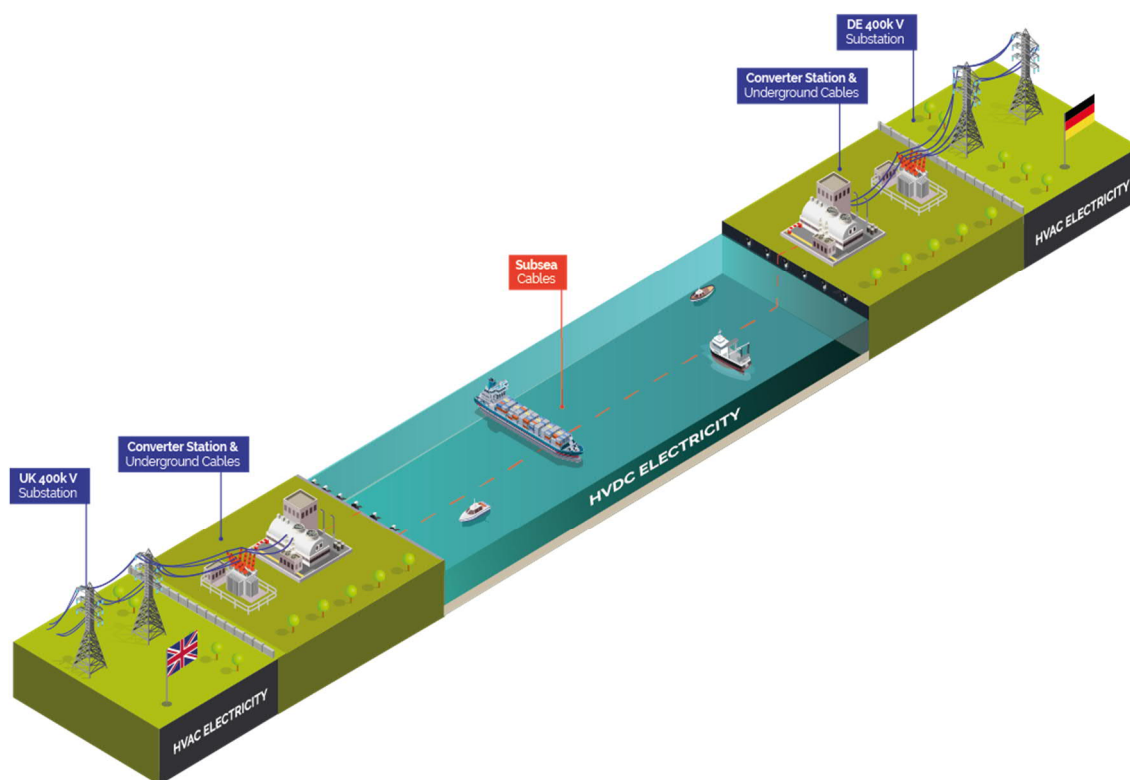 DE 400k V
Substation
Converter Station &
Underground Cables
HVAC ELECTRICITY
Subsea
Cables
HVDC ELECTRICITY
Converter Station &
Underground Cables
UK 400k V
Substation
HVAC ELECTRICITY